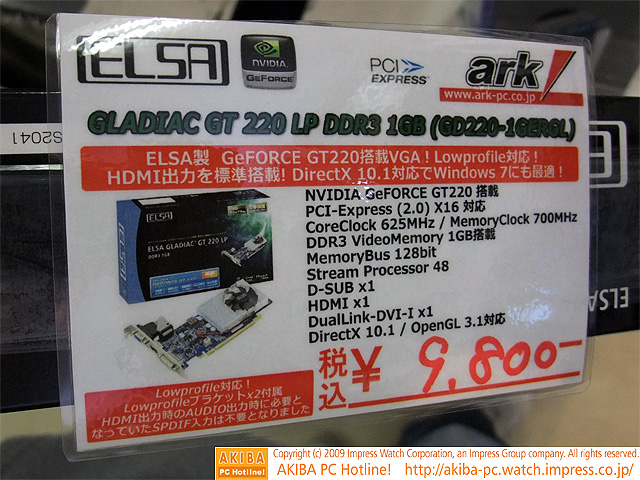 ELSA
NVIDIA
GEFORCE
PCI
EXPRESS
ark!
www.ark-pc.co.jp
GLADIAC GT 220 LP DDR3 1GB (GD220-1GERGL)
ELSA製 GeFORCE GT220搭載VGA！Lowprofile対応！
HDMI出力を標準搭載! DirectX 10.1対応でWindows 7にも最適！
NVIDIA GeFORCE GT220 搭載
PCI-Express (2.0) X16 対応
CoreClock 625MHz / MemoryClock 700MHz
DDR3 VideoMemory 1GB搭載
MemoryBus 128bit
Stream Processor 48
D-SUB x1
HDMI x1
DualLink-DVI-I x1
DirectX 10.1 / OpenGL 3.1対応
ELSA
ELSA GLADIAC GT 220 LP
DDR3 1GB
ELSA
税込 ¥ 9,800-
Lowprofile対応！
Lowprofileブラケットx2付属
HDMI出力時のAUDIO出力時に必要と
なっていたSPDIF入力は不要となりました
S2041
ELSA
AKIBA
PC Hotline!
Copyright (c) 2009 Impress Watch Corporation, an Impress Group company. All rights reserved.
AKIBA PC Hotline! http://akiba-pc.watch.impress.co.jp/